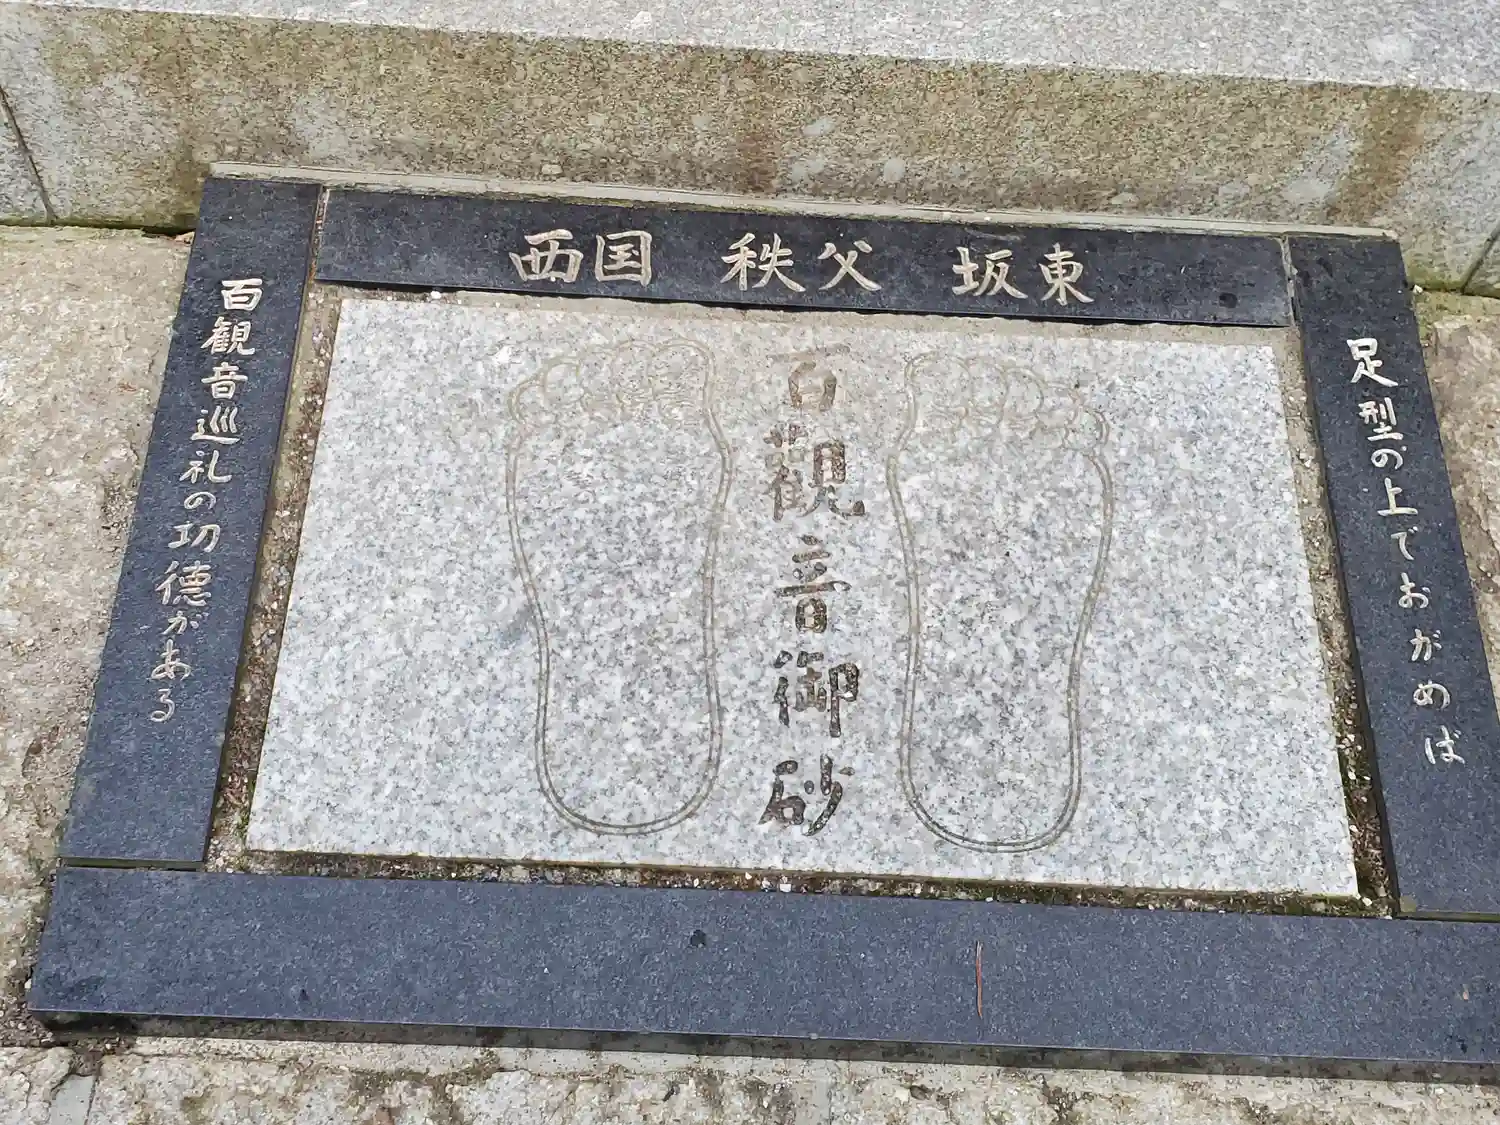 西国 秩父 坂東
足型の上でおがめば
百觀音御砂
百観音巡礼の功徳がある